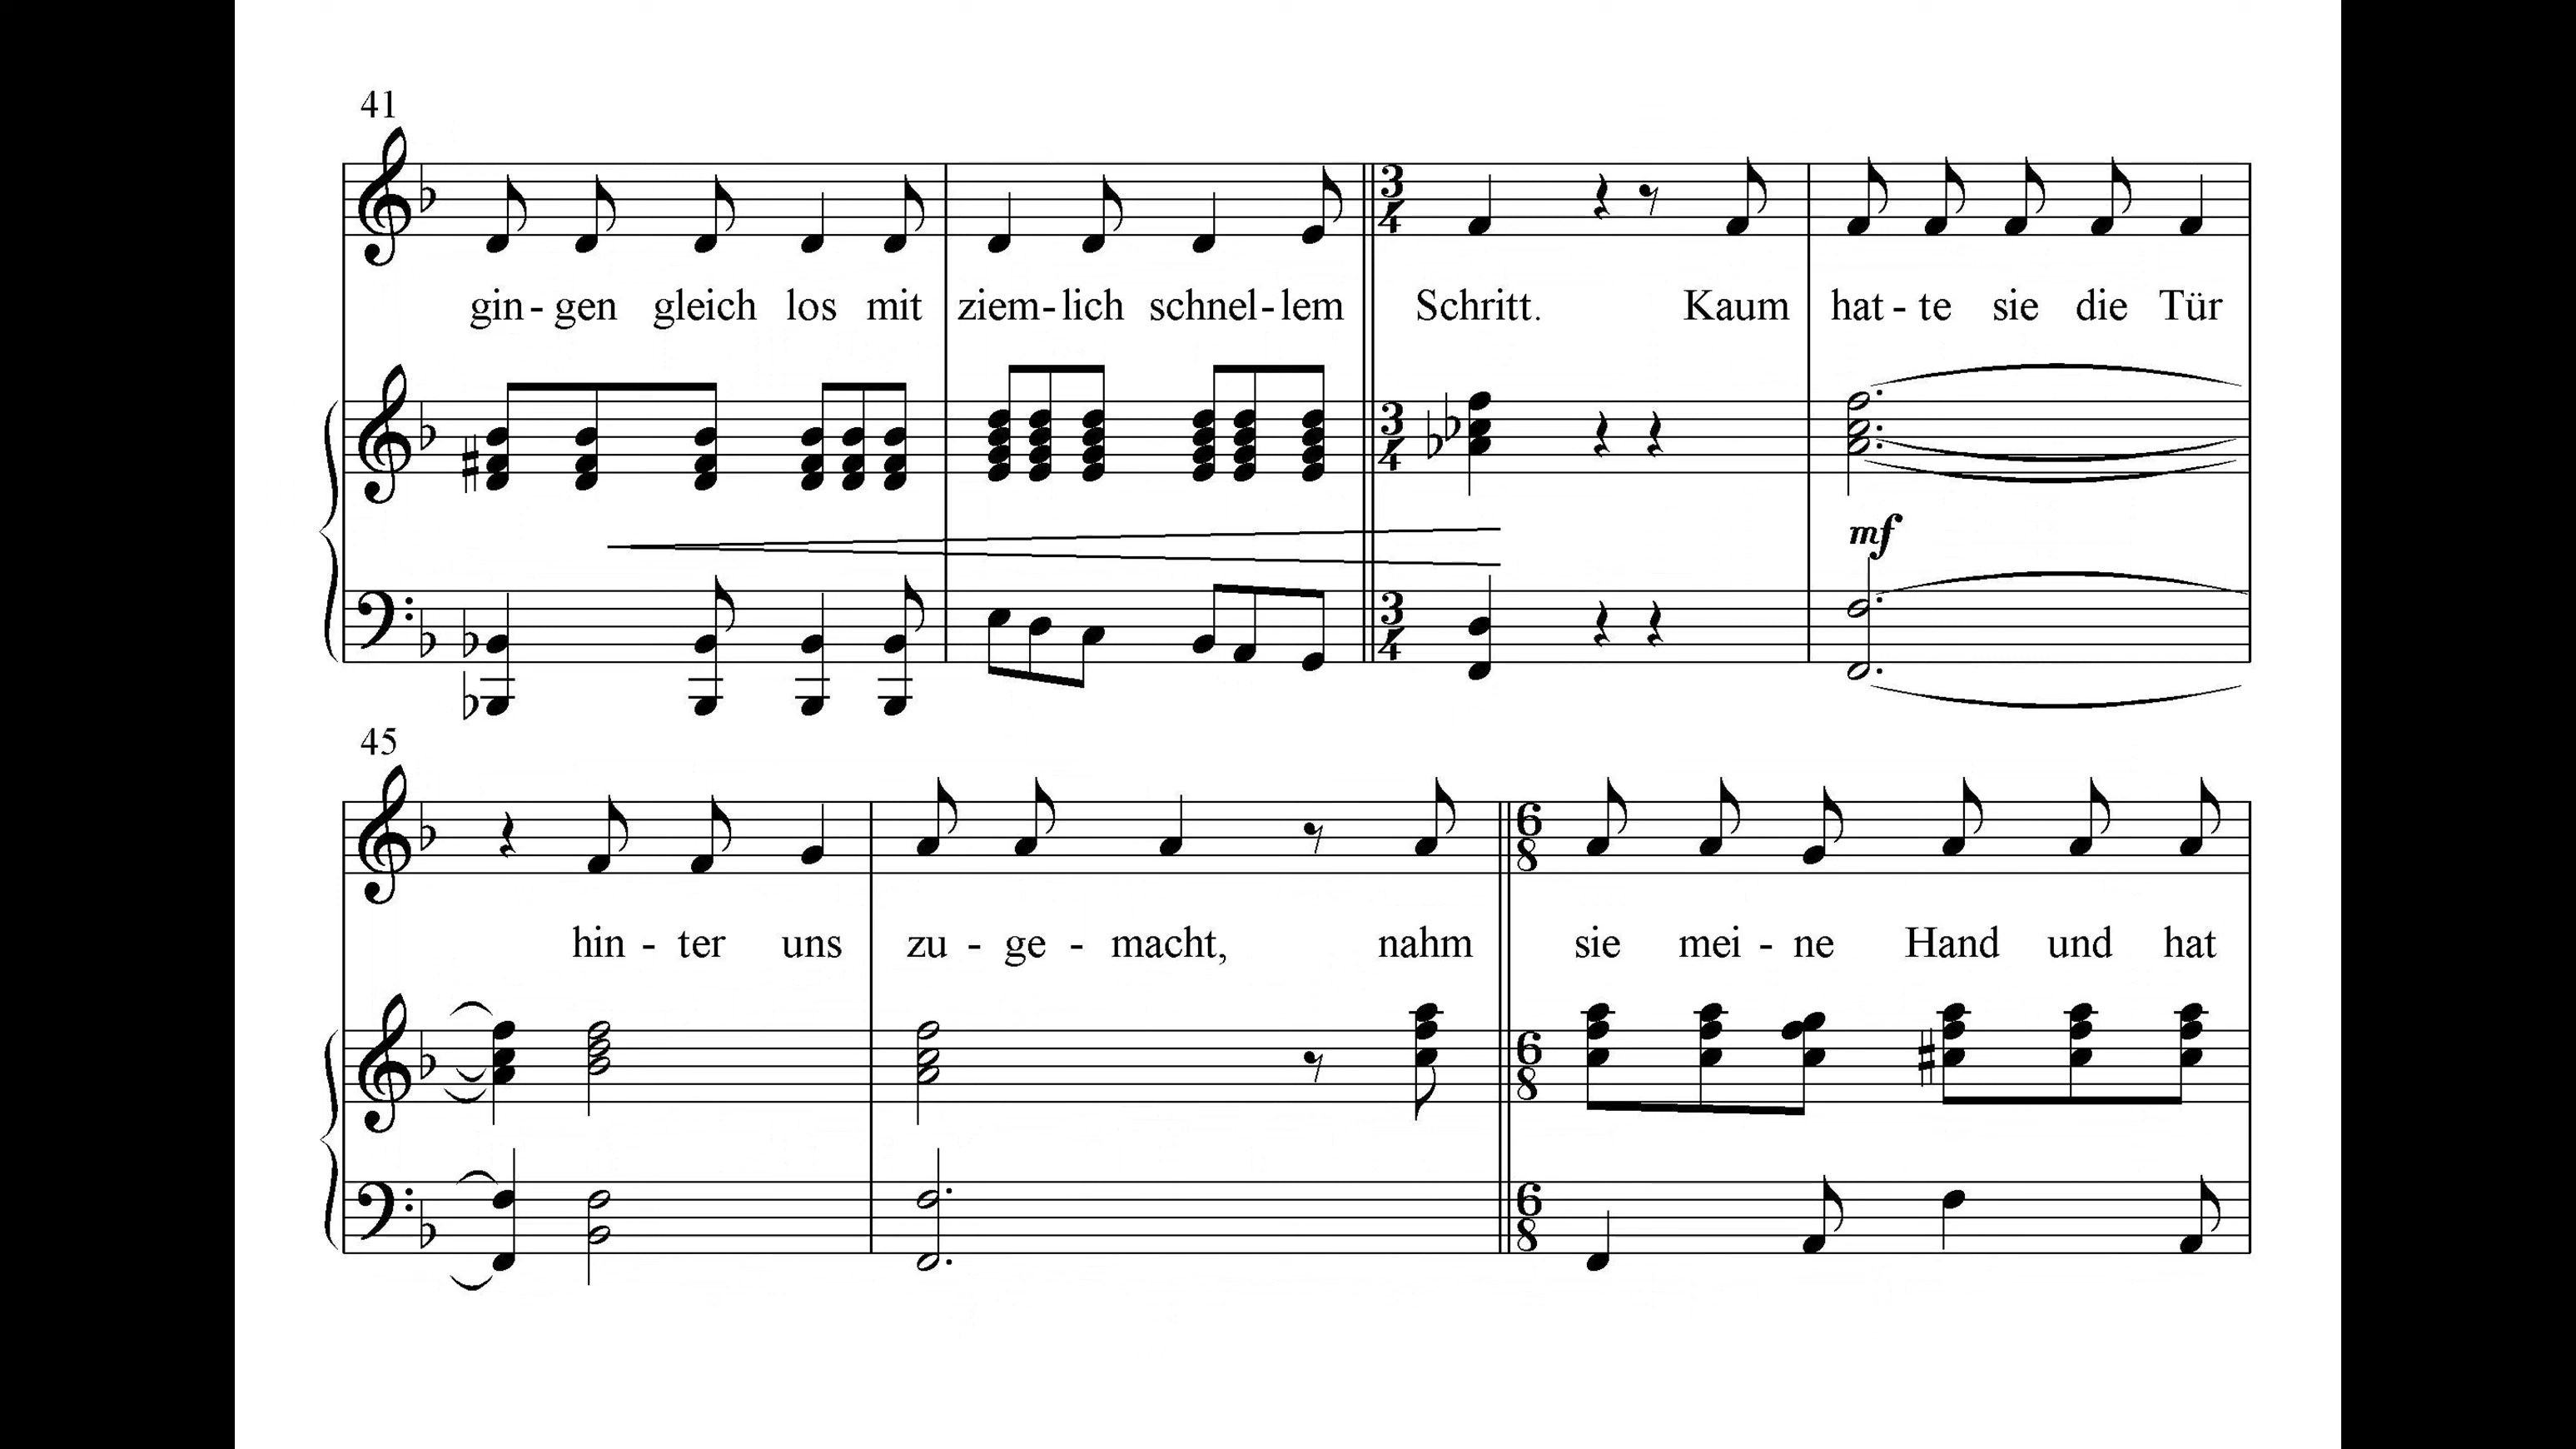 41
gin - gen gleich los mit ziem - lich schnel - lem Schritt. Kaum hat - te sie die Tür
mf
45
hin - ter uns zu - ge - macht, nahm sie mei - ne Hand und hat